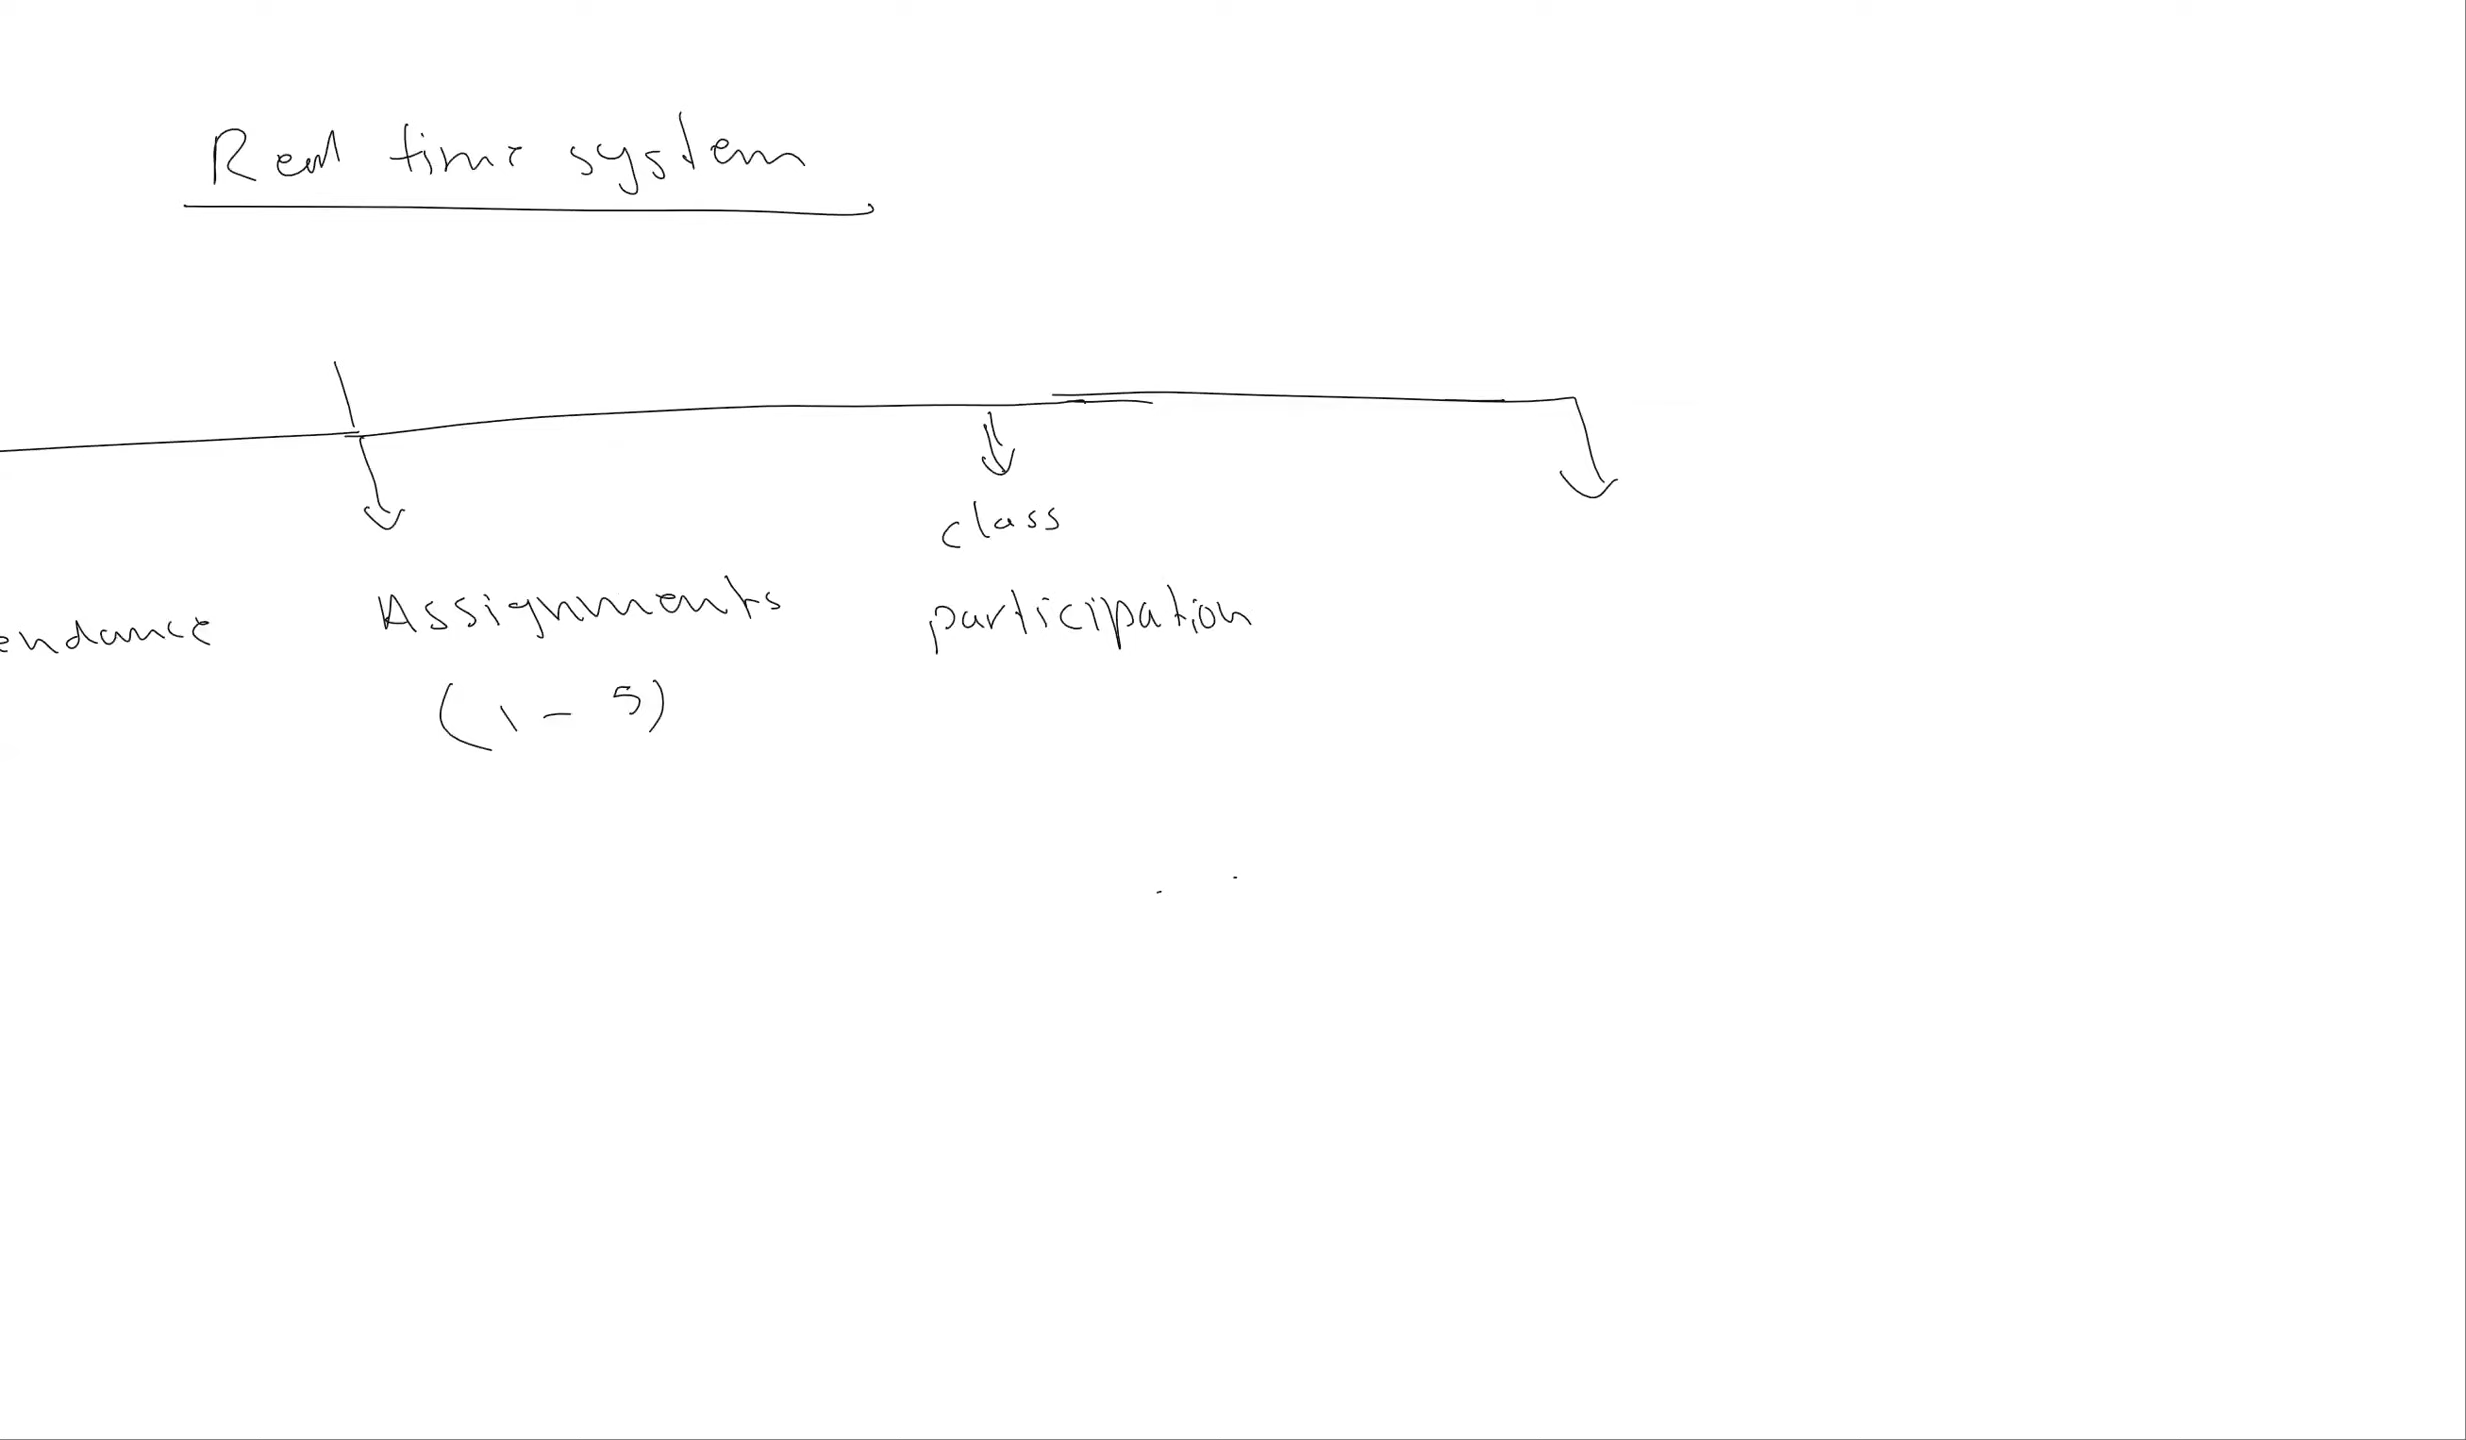 Real time system
class
Assignments
participation
endance
(1 - 5)